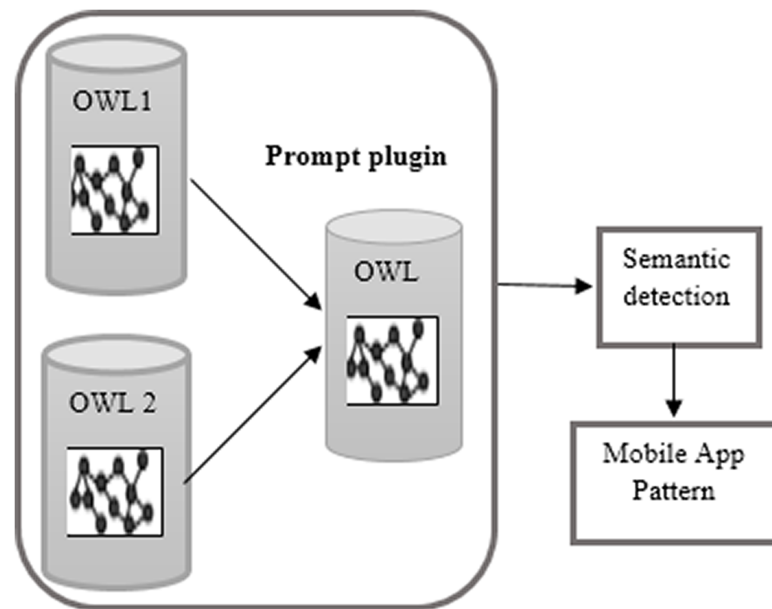 OWL1
Prompt plugin
OWL
OWL 2
Semantic
detection
Mobile App
Pattern